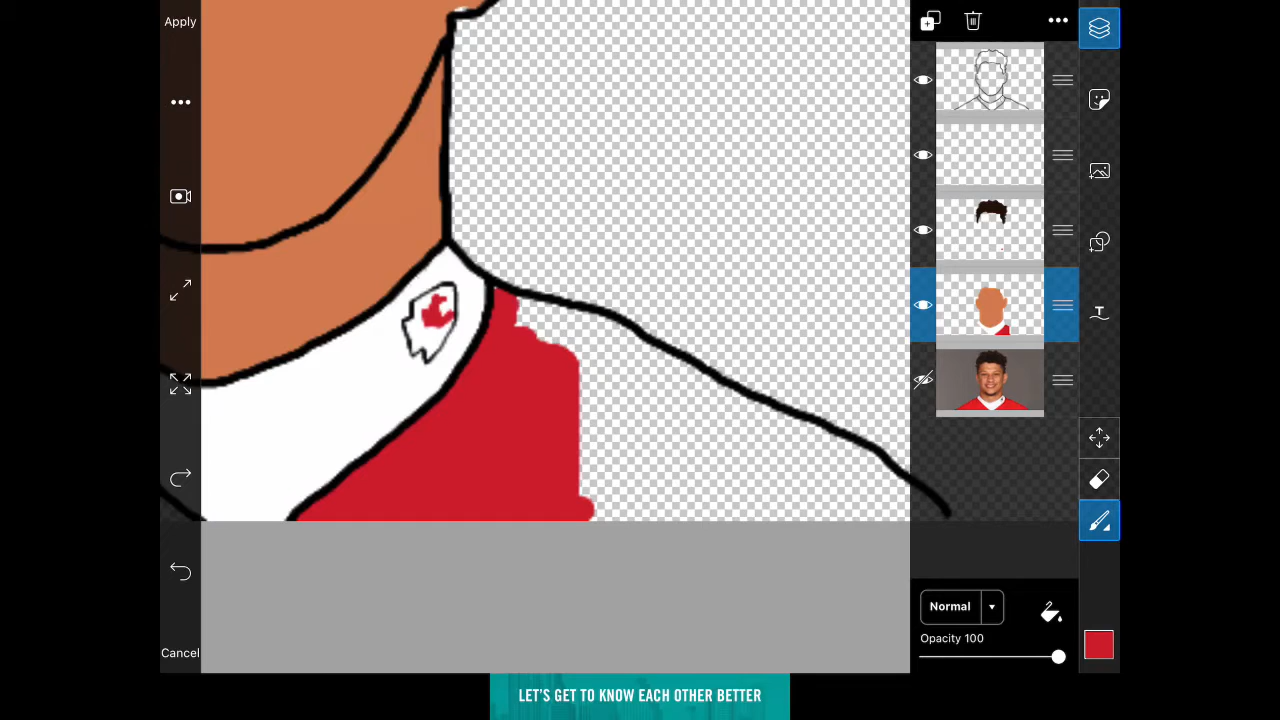 Apply
Normal
Opacity 100
Cancel
LET'S GET TO KNOW EACH OTHER BETTER